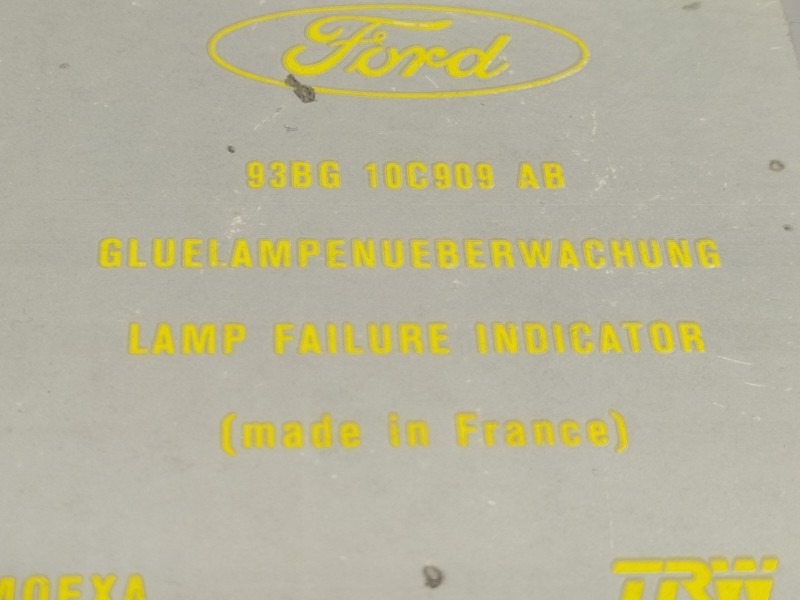 Ford
93BG 10C909 AB
GLUELAMPENUEBERWACHUNG
LAMP FAILURE INDICATOR
(made in France)
TRW